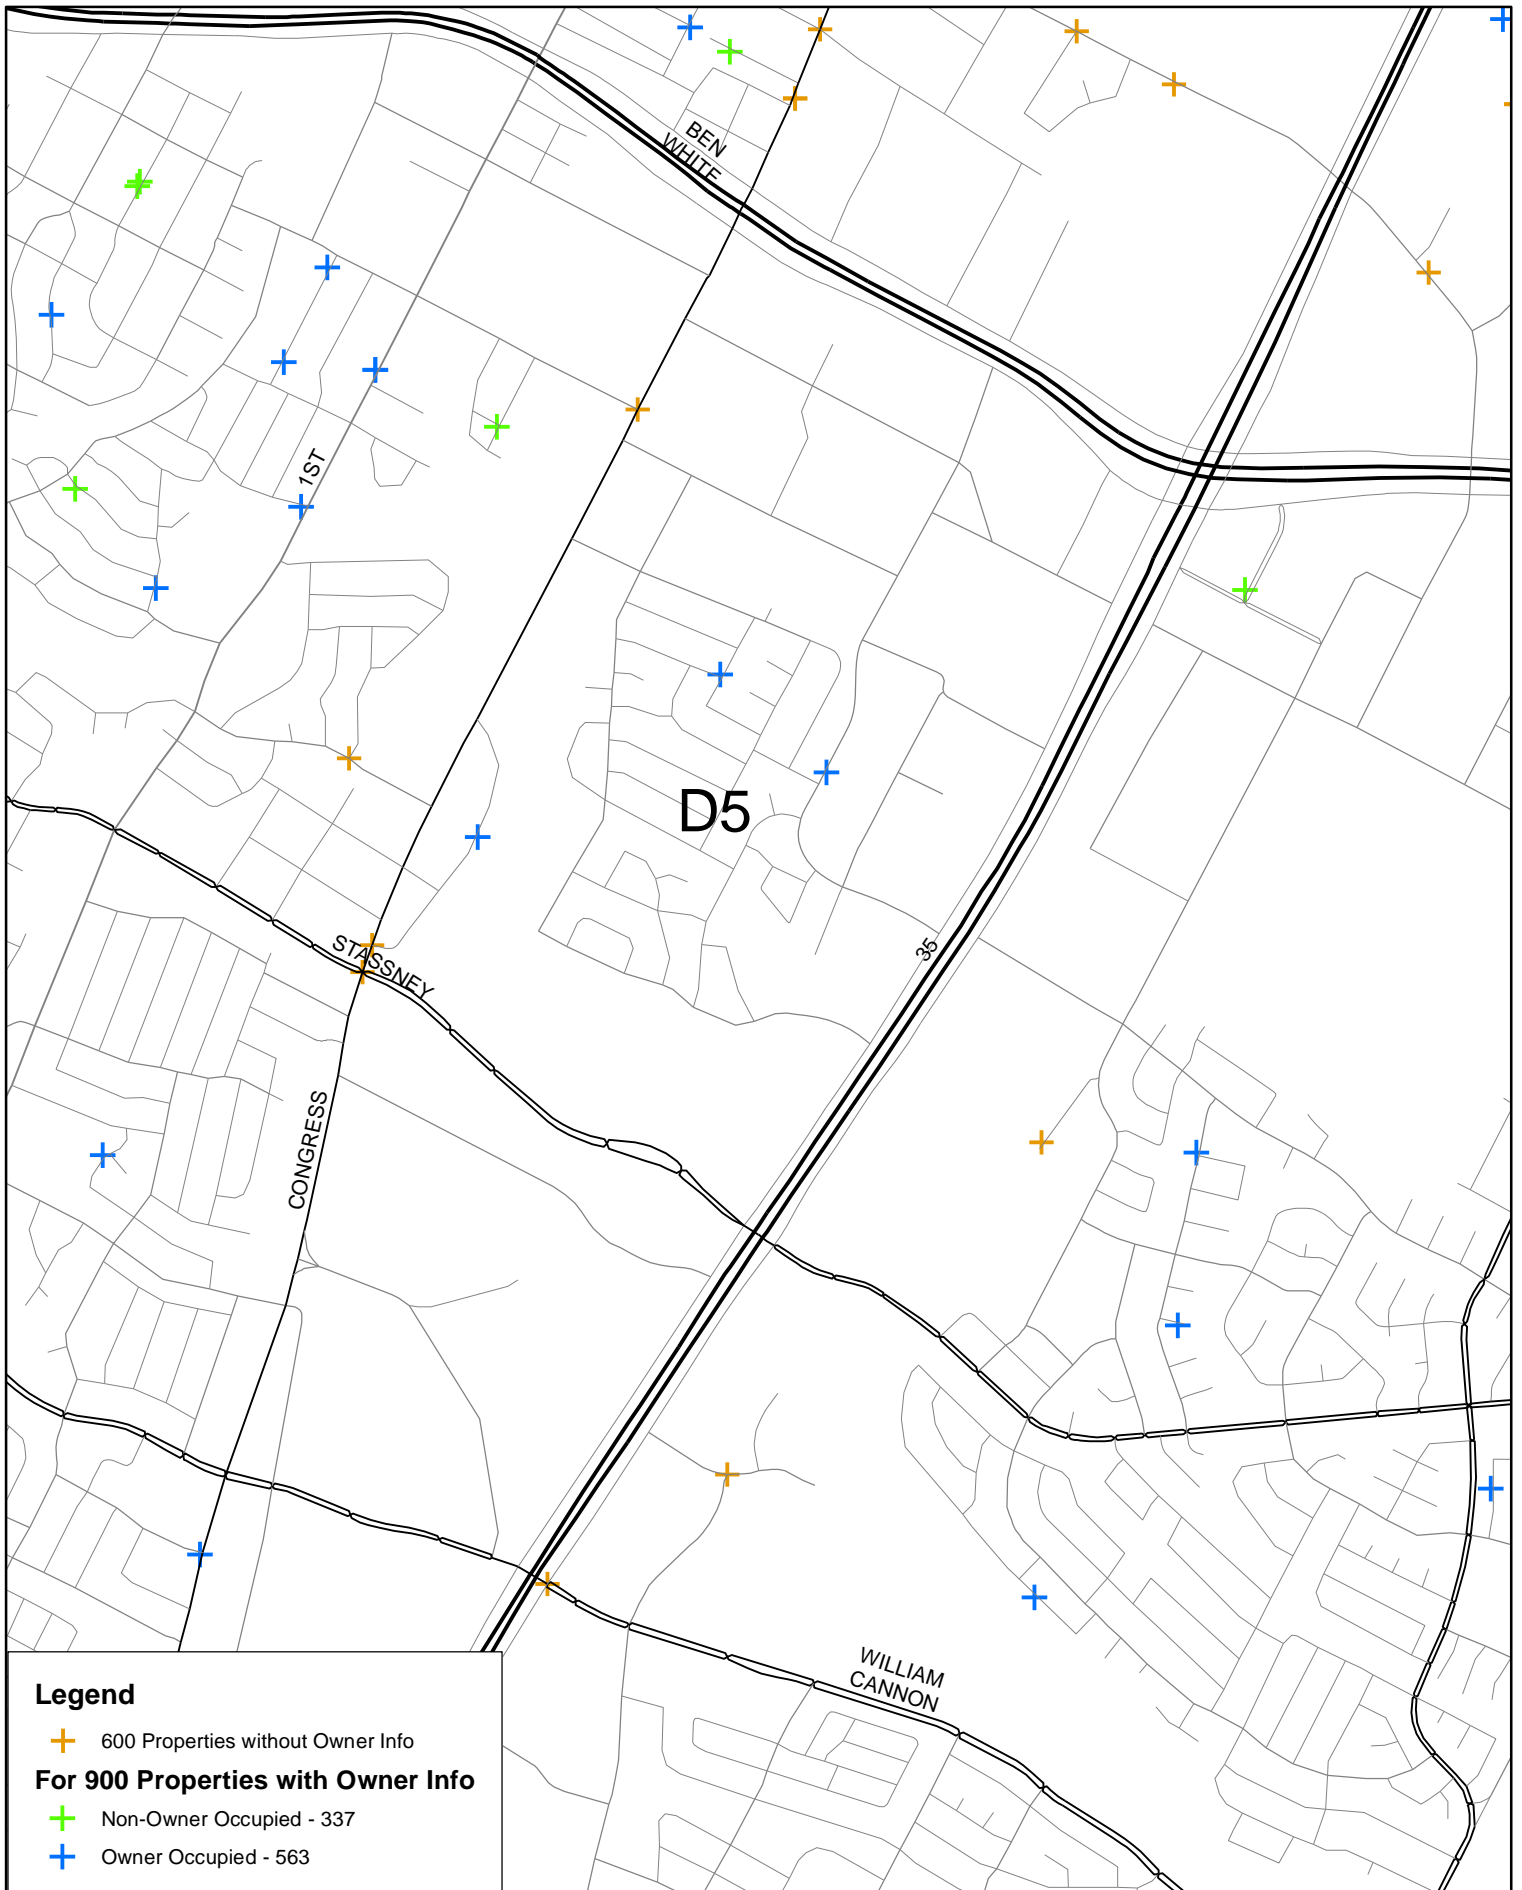 BEN
WHITE
1ST
D5
35
STASSNEY
CONGRESS
WILLIAM
CANNON
Legend
600 Properties without Owner Info
For 900 Properties with Owner Info
Non-Owner Occupied - 337
Owner Occupied - 563